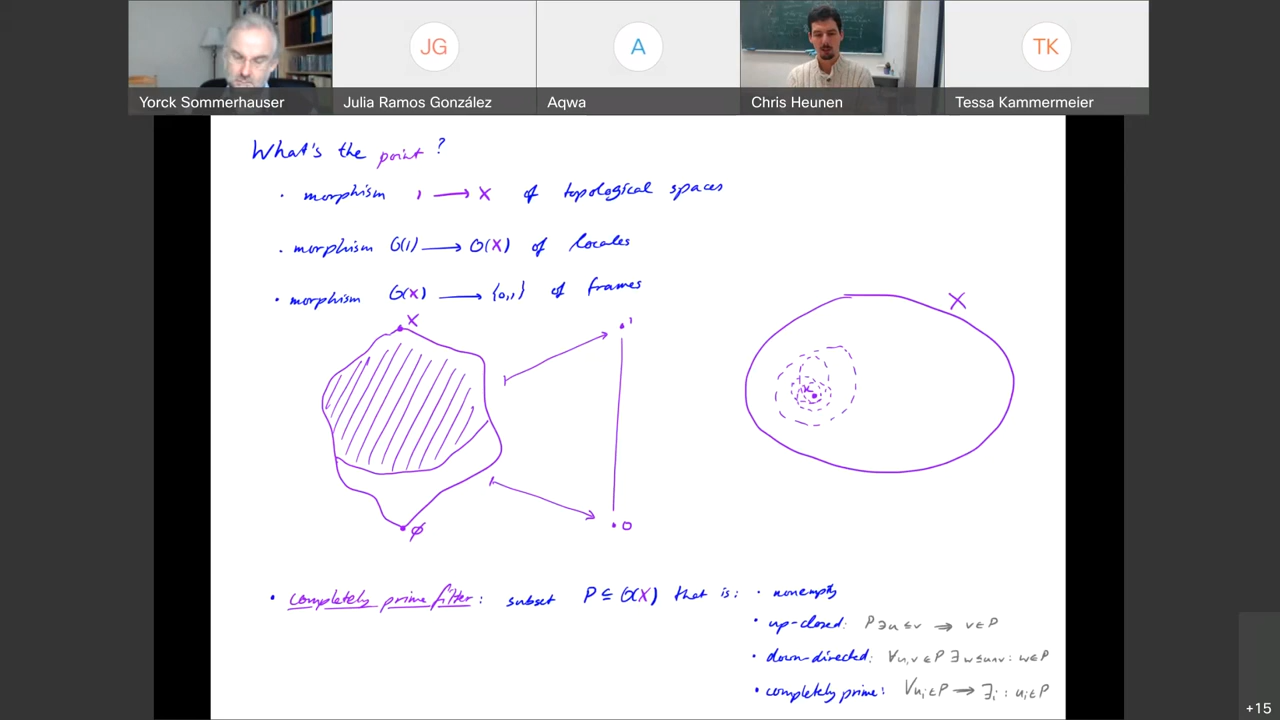 JG
A
TK
Yorck Sommerhauser
Julia Ramos González
Aqwa
Chris Heunen
Tessa Kammermeier
What's the point?
• morphism 1 → X of topological spaces
• morphism O(1) → O(X) of locales
• morphism O(X) → {0,1} of frames
X
1
X
x
0
∅
• completely prime filter: subset P ⊆ O(X) that is: • nonempty
• up-closed: P∋u≤v ⇒ v∈P
• down-directed: ∀u,v∈P ∃w≤u∧v: w∈P
• completely prime: ⋁uᵢ∈P ⇒ ∃i: uᵢ∈P
+15